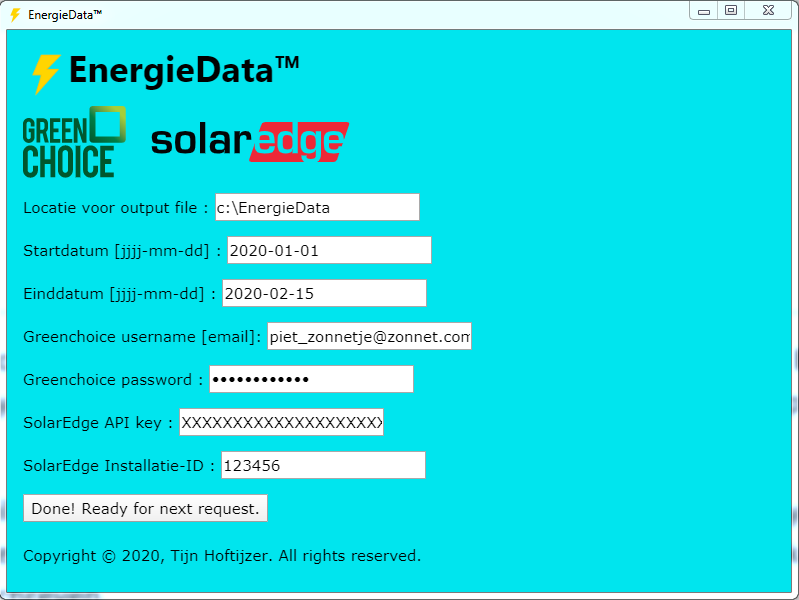 EnergieData™
EnergieData™
GREEN
CHOICE
solaredge
Locatie voor output file : c:\EnergieData
Startdatum [jjjj-mm-dd] : 2020-01-01
Einddatum [jjjj-mm-dd] : 2020-02-15
Greenchoice username [email]: piet_zonnetje@zonnet.com
Greenchoice password : ••••••••••••
SolarEdge API key : XXXXXXXXXXXXXXXXXXXX
SolarEdge Installatie-ID : 123456
Done! Ready for next request.
Copyright © 2020, Tijn Hoftijzer. All rights reserved.